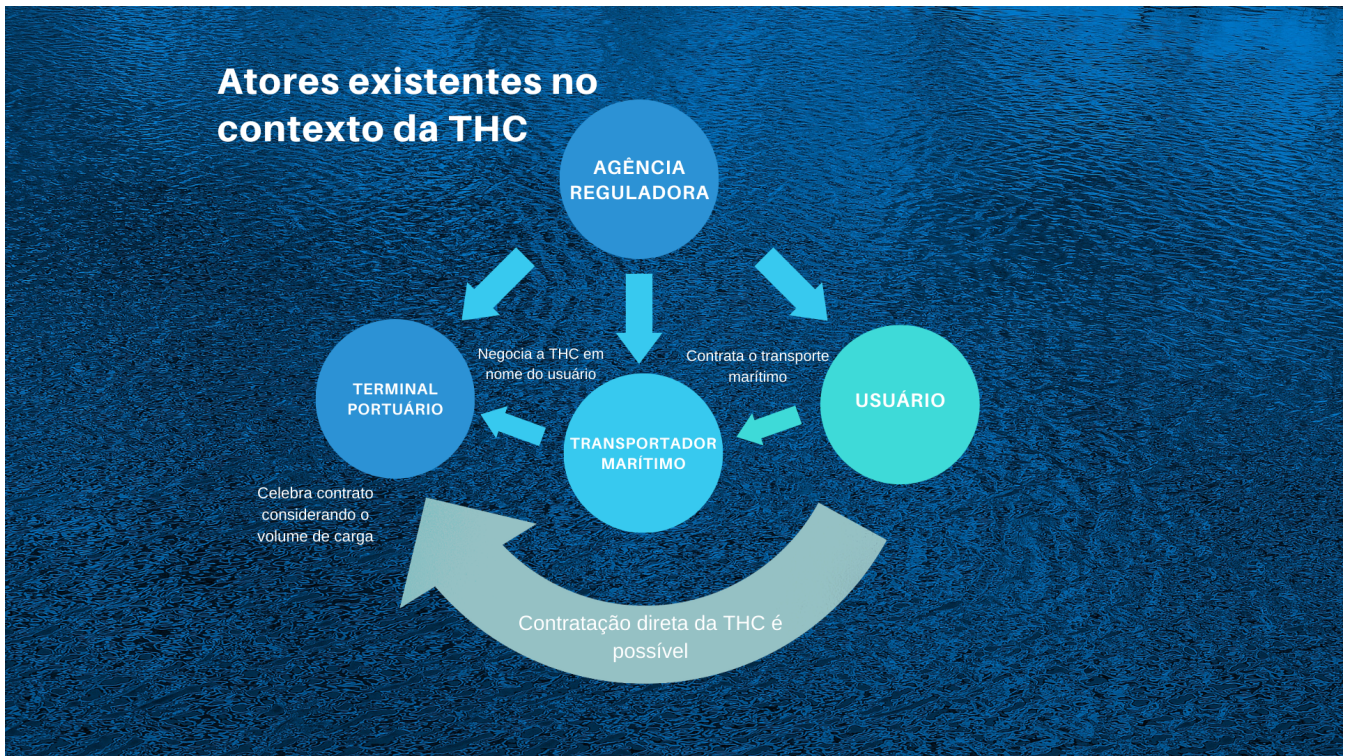 Atores existentes no
contexto da THC
AGÊNCIA
REGULADORA
Negocia a THC em
nome do usuário
Contrata o transporte
marítimo
TERMINAL
PORTUÁRIO
USUÁRIO
TRANSPORTADOR
MARÍTIMO
Celebra contrato
considerando o
volume de carga
Contratação direta da THC é
possível